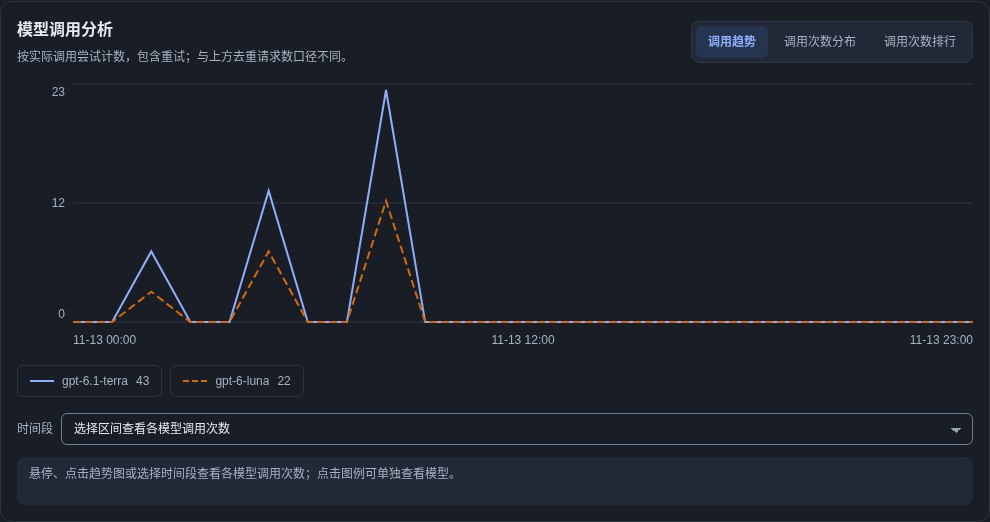 模型调用分析
按实际调用尝试计数，包含重试；与上方去重请求数口径不同。
调用趋势 调用次数分布 调用次数排行
23
12
0
11-13 00:00 11-13 12:00 11-13 23:00
gpt-6.1-terra 43 gpt-6-luna 22
时间段 选择区间查看各模型调用次数
悬停、点击趋势图或选择时间段查看各模型调用次数；点击图例可单独查看模型。